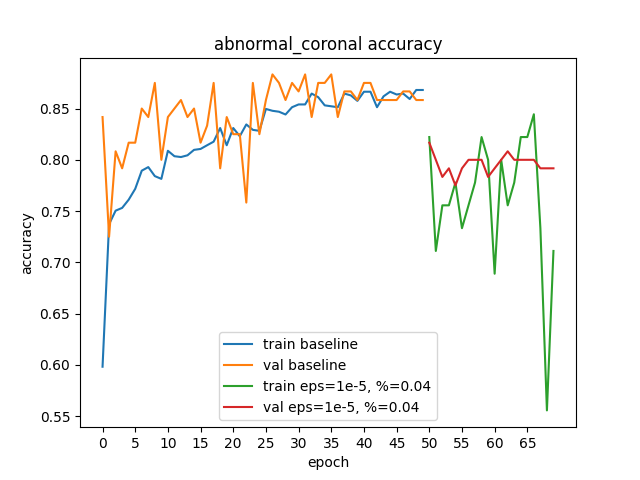 abnormal_coronal accuracy
accuracy
0.85
0.80
0.75
0.70
0.65
0.60
0.55
train baseline
val baseline
train eps=1e-5, %=0.04
val eps=1e-5, %=0.04
0 5 10 15 20 25 30 35 40 45 50 55 60 65
epoch